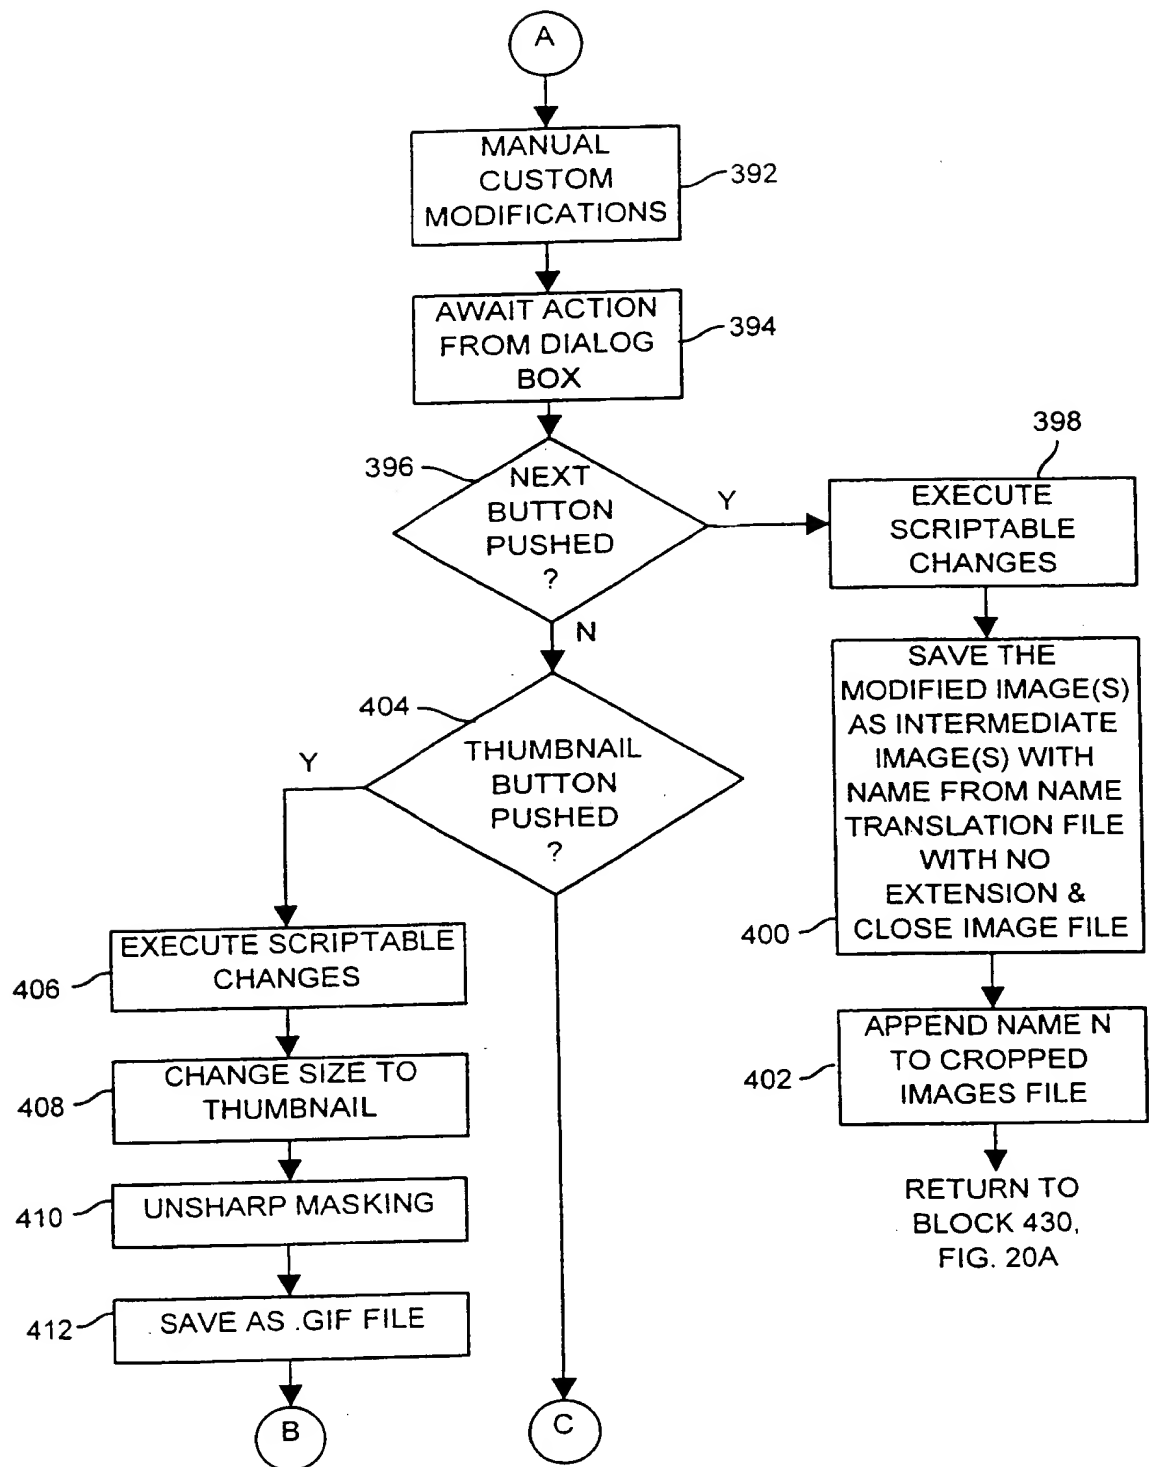 A
MANUAL
CUSTOM
MODIFICATIONS
392
AWAIT ACTION
FROM DIALOG
BOX
394
396
NEXT
BUTTON
PUSHED
?
Y
N
398
EXECUTE
SCRIPTABLE
CHANGES
SAVE THE
MODIFIED IMAGE(S)
AS INTERMEDIATE
IMAGE(S) WITH
NAME FROM NAME
TRANSLATION FILE
WITH NO
EXTENSION &
CLOSE IMAGE FILE
400
APPEND NAME N
TO CROPPED
IMAGES FILE
402
RETURN TO
BLOCK 430,
FIG. 20A
404
THUMBNAIL
BUTTON
PUSHED
?
Y
EXECUTE SCRIPTABLE
CHANGES
406
CHANGE SIZE TO
THUMBNAIL
408
UNSHARP MASKING
410
SAVE AS .GIF FILE
412
B
C